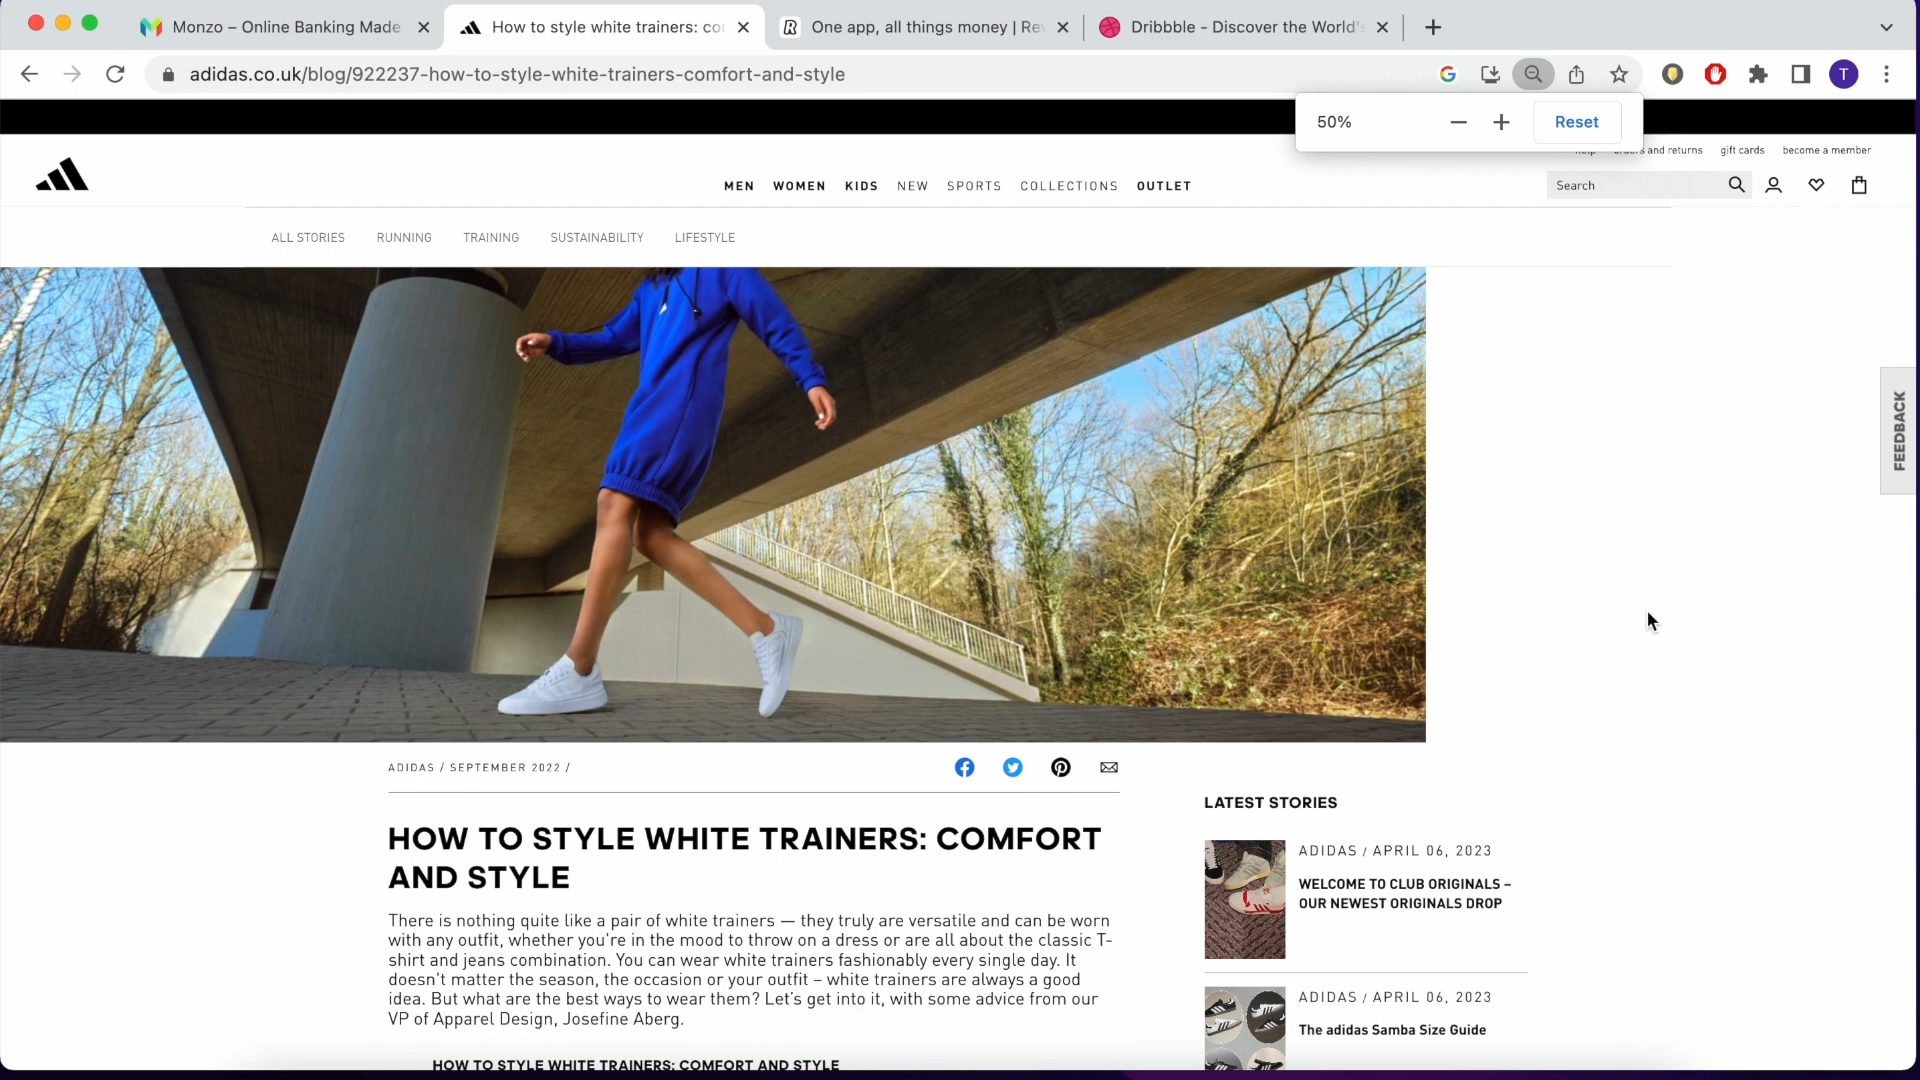 Monzo – Online Banking Made
How to style white trainers: co
One app, all things money | Re
Dribbble - Discover the World's
adidas.co.uk/blog/922237-how-to-style-white-trainers-comfort-and-style
T
50%
Reset
help orders and returns gift cards become a member
MEN WOMEN KIDS NEW SPORTS COLLECTIONS OUTLET
Search
ALL STORIES RUNNING TRAINING SUSTAINABILITY LIFESTYLE
FEEDBACK
ADIDAS / SEPTEMBER 2022 /
HOW TO STYLE WHITE TRAINERS: COMFORT
AND STYLE
There is nothing quite like a pair of white trainers — they truly are versatile and can be worn
with any outfit, whether you're in the mood to throw on a dress or are all about the classic T-
shirt and jeans combination. You can wear white trainers fashionably every single day. It
doesn't matter the season, the occasion or your outfit – white trainers are always a good
idea. But what are the best ways to wear them? Let's get into it, with some advice from our
VP of Apparel Design, Josefine Aberg.
HOW TO STYLE WHITE TRAINERS: COMFORT AND STYLE
LATEST STORIES
ADIDAS / APRIL 06, 2023
WELCOME TO CLUB ORIGINALS –
OUR NEWEST ORIGINALS DROP
ADIDAS / APRIL 06, 2023
The adidas Samba Size Guide